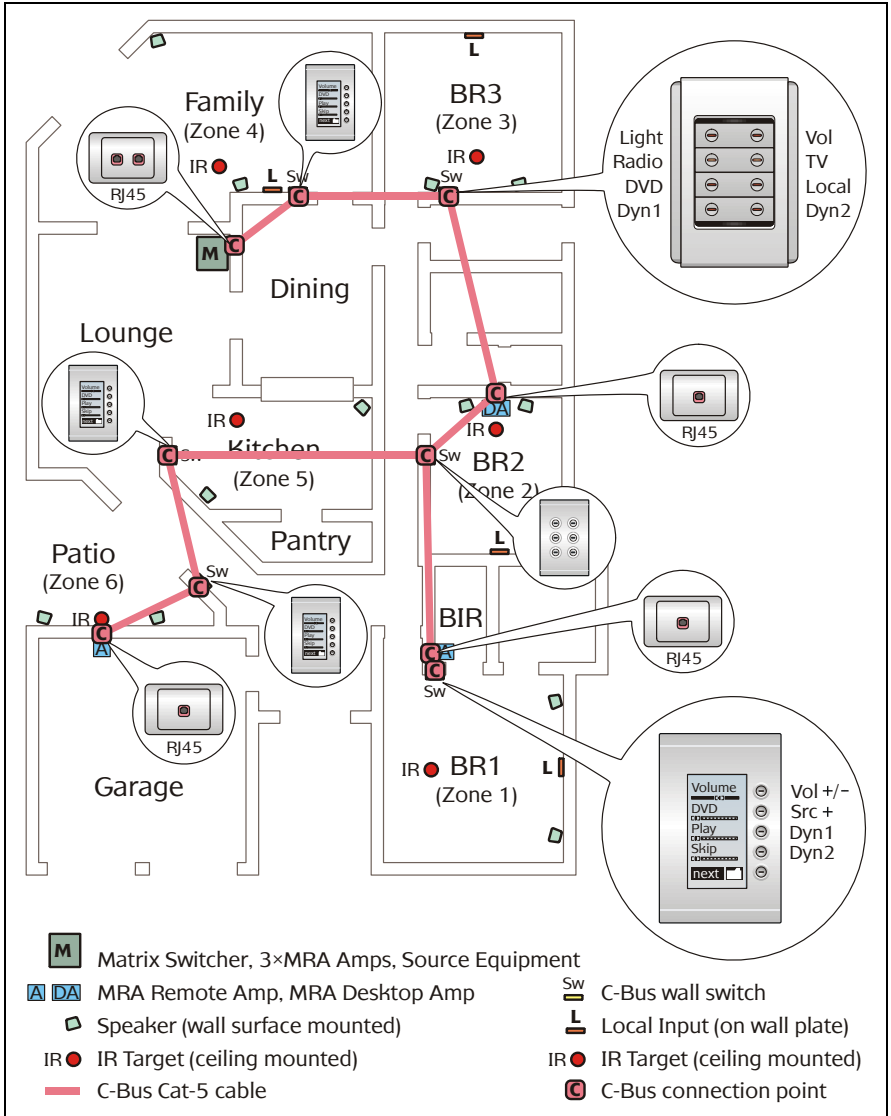 Family
(Zone 4)
Volume
DVD
Play
Skip
next
BR3
(Zone 3)
L
Light
Radio
DVD
Dyn1
Vol
TV
Local
Dyn2
RJ45
IR
L
Sw
C
IR
Sw
C
M
C
Dining
Lounge
Volume
DVD
Play
Skip
next
C
DA
RJ45
IR
Kitchen
(Zone 5)
C
IR
C
Sw
BR2
(Zone 2)
Pantry
L
Patio
(Zone 6)
Sw
C
IR
C
A
Volume
DVD
Play
Skip
next
BIR
RJ45
C
A
C
Sw
RJ45
Garage
IR
BR1
(Zone 1)
L
Volume
DVD
Play
Skip
next
Vol +/-
Src +
Dyn1
Dyn2
M Matrix Switcher, 3×MRA Amps, Source Equipment
A DA MRA Remote Amp, MRA Desktop Amp
Sw C-Bus wall switch
Speaker (wall surface mounted)
L Local Input (on wall plate)
IR IR Target (ceiling mounted)
IR IR Target (ceiling mounted)
C-Bus Cat-5 cable
C C-Bus connection point